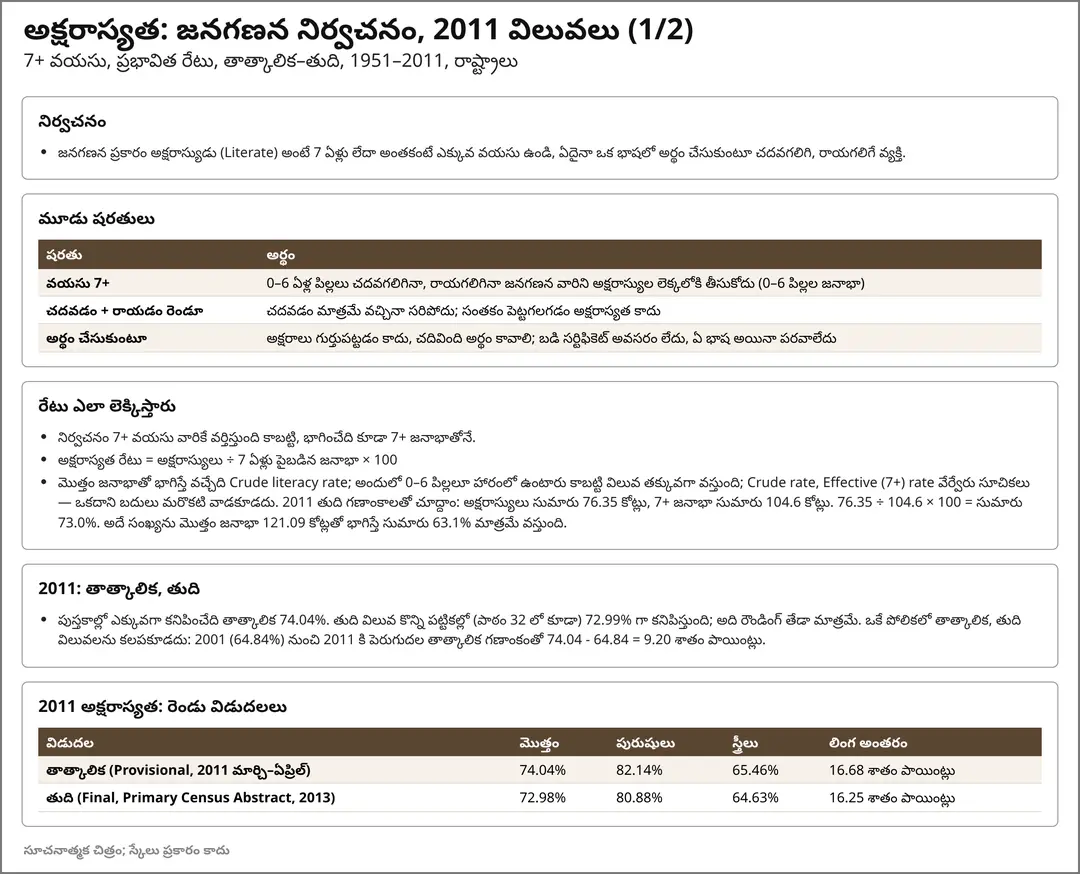 అక్షరాస్యత: జనగణన నిర్వచనం, 2011 విలువలు (1/2)
7+ వయసు, ప్రభావిత రేటు, తాత్కాలిక–తుది, 1951–2011, రాష్ట్రాలు
నిర్వచనం
• జనగణన ప్రకారం అక్షరాస్యుడు (Literate) అంటే 7 ఏళ్లు లేదా అంతకంటే ఎక్కువ వయసు ఉండి, ఏదైనా ఒక భాషలో అర్థం చేసుకుంటూ చదవగలిగి, రాయగలిగే వ్యక్తి.
మూడు షరతులు
షరతు అర్థం
వయసు 7+ 0–6 ఏళ్ల పిల్లలు చదవగలిగినా, రాయగలిగినా జనగణన వారిని అక్షరాస్యుల లెక్కలోకి తీసుకోదు (0–6 పిల్లల జనాభా)
చదవడం + రాయడం రెండూ చదవడం మాత్రమే వచ్చినా సరిపోదు; సంతకం పెట్టగలగడం అక్షరాస్యత కాదు
అర్థం చేసుకుంటూ అక్షరాలు గుర్తుపట్టడం కాదు, చదివింది అర్థం కావాలి; బడి సర్టిఫికెట్ అవసరం లేదు, ఏ భాష అయినా పరవాలేదు
రేటు ఎలా లెక్కిస్తారు
• నిర్వచనం 7+ వయసు వారికే వర్తిస్తుంది కాబట్టి, భాగించేది కూడా 7+ జనాభాతోనే.
• అక్షరాస్యత రేటు = అక్షరాస్యులు ÷ 7 ఏళ్లు పైబడిన జనాభా × 100
• మొత్తం జనాభాతో భాగిస్తే వచ్చేది Crude literacy rate; అందులో 0–6 పిల్లలూ హారంలో ఉంటారు కాబట్టి విలువ తక్కువగా వస్తుంది; Crude rate, Effective (7+) rate వేర్వేరు సూచికలు
— ఒకదాని బదులు మరొకటి వాడకూడదు. 2011 తుది గణాంకాలతో చూద్దాం: అక్షరాస్యులు సుమారు 76.35 కోట్లు, 7+ జనాభా సుమారు 104.6 కోట్లు. 76.35 ÷ 104.6 × 100 = సుమారు
73.0%. అదే సంఖ్యను మొత్తం జనాభా 121.09 కోట్లతో భాగిస్తే సుమారు 63.1% మాత్రమే వస్తుంది.
2011: తాత్కాలిక, తుది
• పుస్తకాల్లో ఎక్కువగా కనిపించేది తాత్కాలిక 74.04%. తుది విలువ కొన్ని పట్టికల్లో (పాఠం 32 లో కూడా) 72.99% గా కనిపిస్తుంది; అది రౌండింగ్ తేడా మాత్రమే. ఒకే పోలికలో తాత్కాలిక, తుది
విలువలను కలపకూడదు: 2001 (64.84%) నుంచి 2011 కి పెరుగుదల తాత్కాలిక గణాంకంతో 74.04 - 64.84 = 9.20 శాతం పాయింట్లు.
2011 అక్షరాస్యత: రెండు విడుదలలు
విడుదల మొత్తం పురుషులు స్త్రీలు లింగ అంతరం
తాత్కాలిక (Provisional, 2011 మార్చి–ఏప్రిల్) 74.04% 82.14% 65.46% 16.68 శాతం పాయింట్లు
తుది (Final, Primary Census Abstract, 2013) 72.98% 80.88% 64.63% 16.25 శాతం పాయింట్లు
సూచనాత్మక చిత్రం; స్కేలు ప్రకారం కాదు